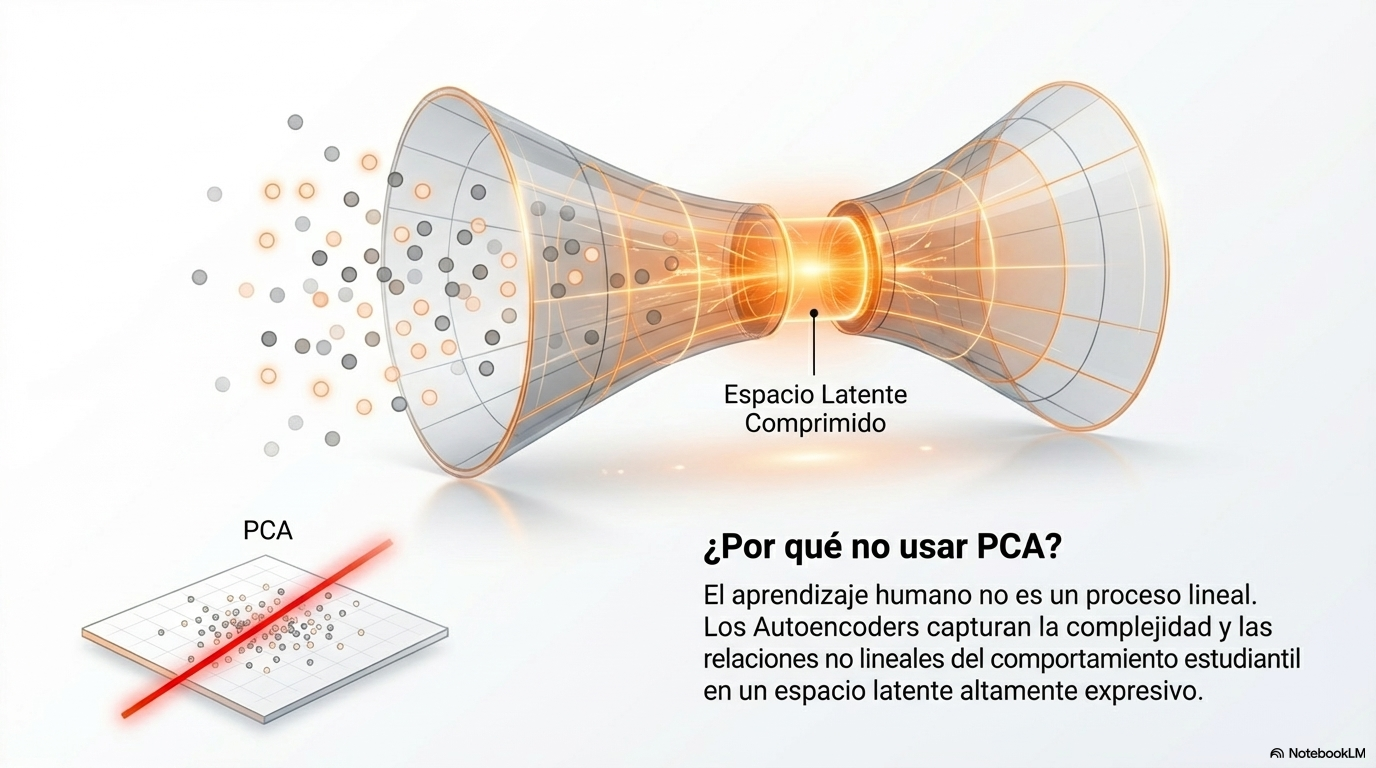 Espacio Latente
Comprimido
PCA
¿Por qué no usar PCA?
El aprendizaje humano no es un proceso lineal.
Los Autoencoders capturan la complejidad y las
relaciones no lineales del comportamiento estudiantil
en un espacio latente altamente expresivo.
NotebookLM